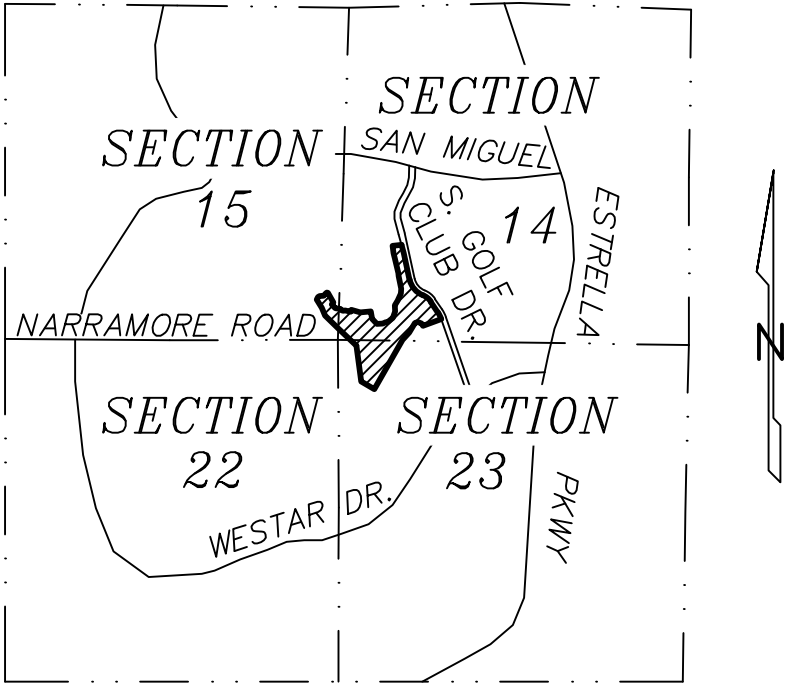 SECTION
14
SAN MIGUEL
SECTION
15
S. GOLF
CLUB DR.
ESTRELLA
PKWY
NARRAMORE ROAD
SECTION
22
SECTION
23
WESTAR DR.
N